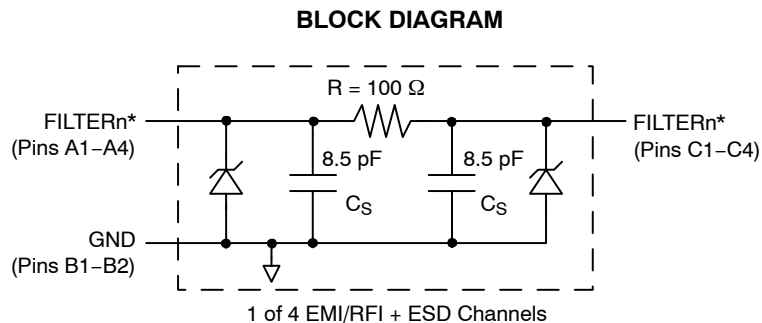 BLOCK DIAGRAM
R = 100 Ω
FILTERn*
(Pins A1–A4)
FILTERn*
(Pins C1–C4)
8.5 pF
8.5 pF
CS
CS
GND
(Pins B1–B2)
1 of 4 EMI/RFI + ESD Channels